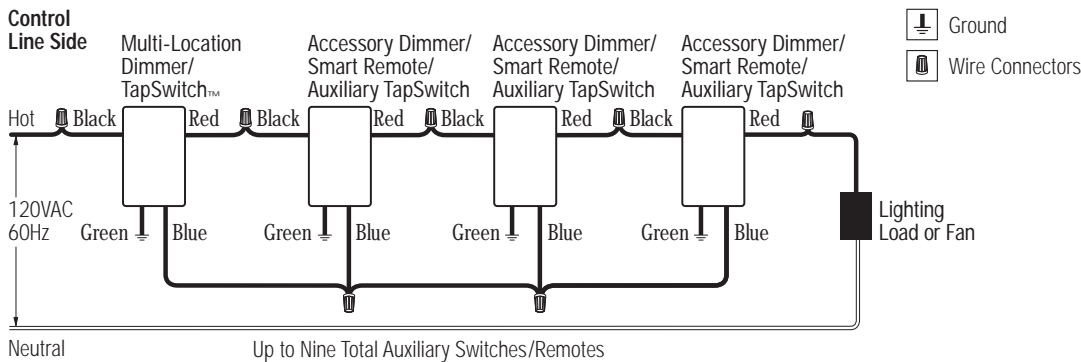 Control
Line Side
Multi-Location
Dimmer/
TapSwitch™
Accessory Dimmer/
Smart Remote/
Auxiliary TapSwitch
Accessory Dimmer/
Smart Remote/
Auxiliary TapSwitch
Accessory Dimmer/
Smart Remote/
Auxiliary TapSwitch
Ground
Wire Connectors
Hot Black Red Black Red Black Red Black Red
120VAC
60Hz
Green Blue Green Blue Green Blue Green Blue
Lighting
Load or Fan
Neutral
Up to Nine Total Auxiliary Switches/Remotes